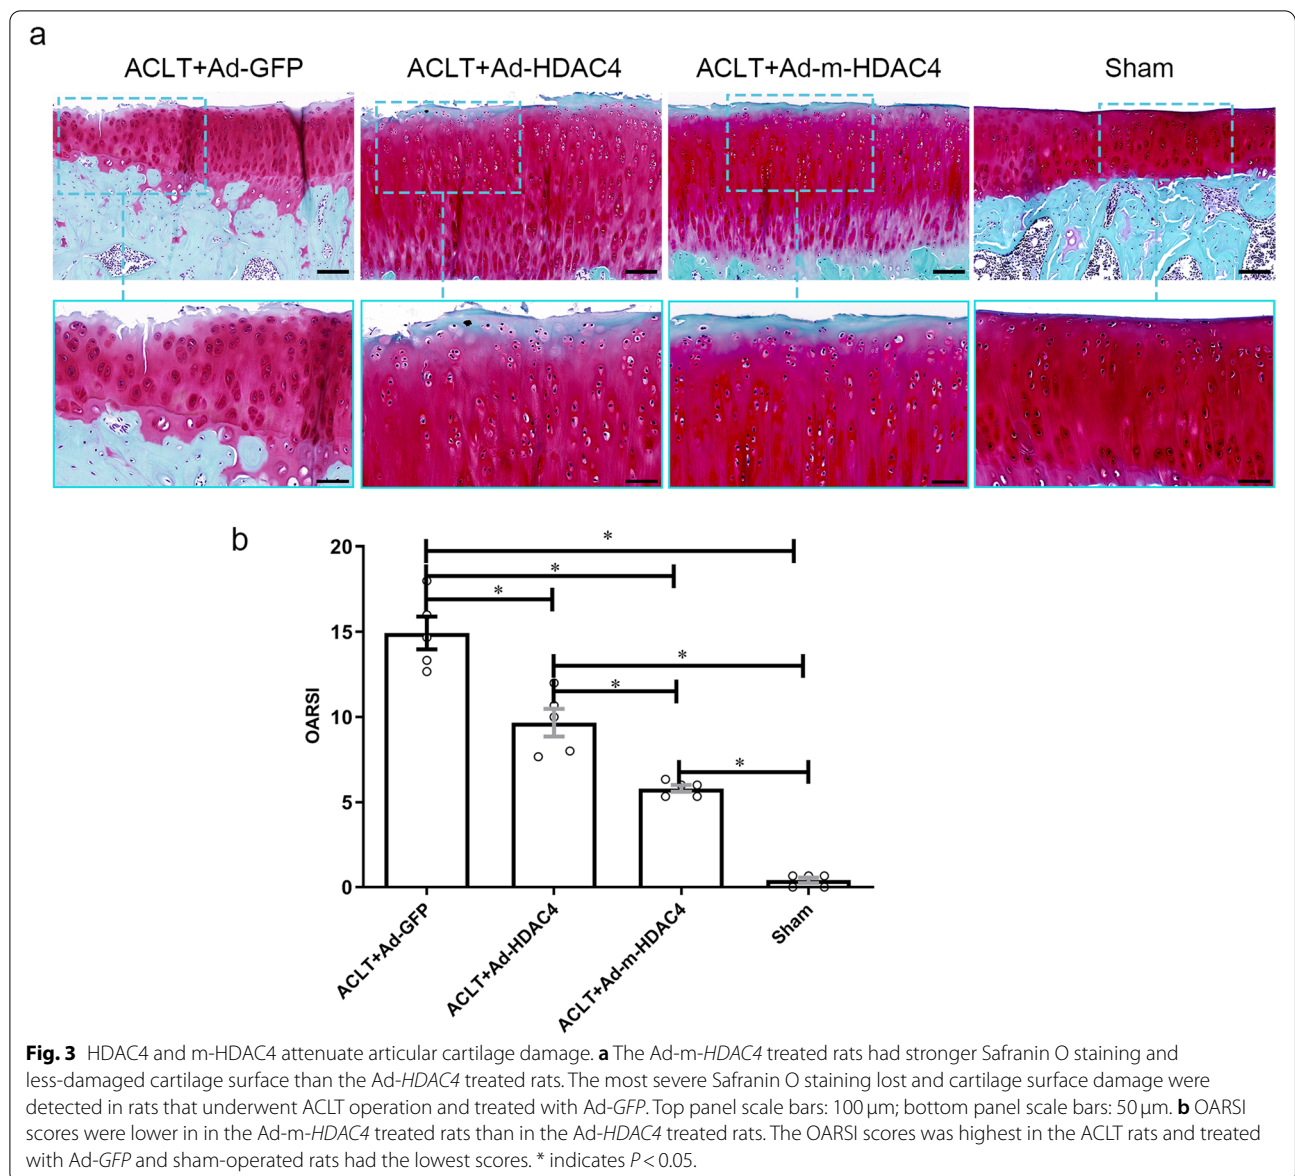 a
ACLT+Ad-GFP
ACLT+Ad-HDAC4
ACLT+Ad-m-HDAC4
Sham
b
OARSI
20
15
10
5
0
*
*
*
*
*
*
ACLT+Ad-GFP
ACLT+Ad-HDAC4
ACLT+Ad-m-HDAC4
Sham
Fig. 3 HDAC4 and m-HDAC4 attenuate articular cartilage damage. a The Ad-m-HDAC4 treated rats had stronger Safranin O staining and
less-damaged cartilage surface than the Ad-HDAC4 treated rats. The most severe Safranin O staining lost and cartilage surface damage were
detected in rats that underwent ACLT operation and treated with Ad-GFP. Top panel scale bars: 100 μm; bottom panel scale bars: 50 μm. b OARSI
scores were lower in in the Ad-m-HDAC4 treated rats than in the Ad-HDAC4 treated rats. The OARSI scores was highest in the ACLT rats and treated
with Ad-GFP and sham-operated rats had the lowest scores. * indicates P < 0.05.